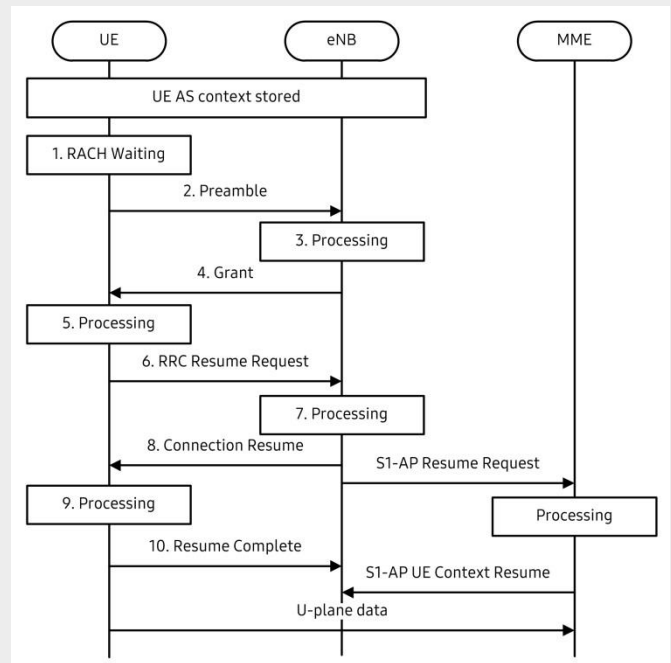 UE
eNB
MME
UE AS context stored
1. RACH Waiting
2. Preamble
3. Processing
4. Grant
5. Processing
6. RRC Resume Request
7. Processing
8. Connection Resume
S1-AP Resume Request
9. Processing
Processing
10. Resume Complete
S1-AP UE Context Resume
U-plane data